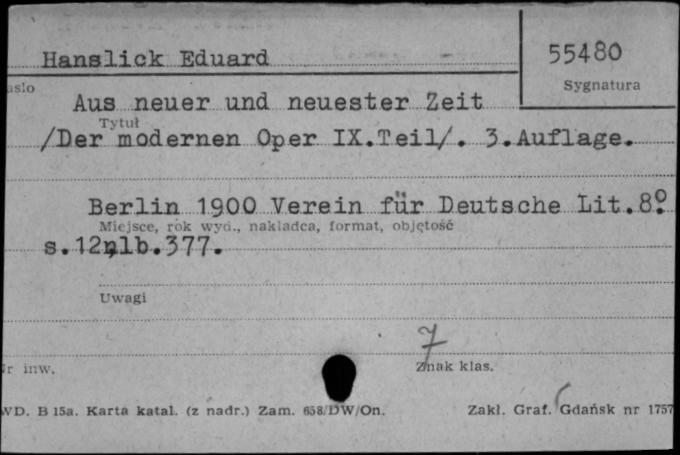 Hanslick Eduard
55480
asło
Sygnatura
Aus neuer und neuester Zeit
Tytuł
/Der modernen Oper IX.Teil/. 3.Auflage.
Berlin 1900 Verein für Deutsche Lit.8º.
Miejsce, rok wyd., nakładca, format, objętość
s.12nlb.377.
Uwagi
7
r inw.
Znak klas.
WD. B 15a. Karta katal. (z nadr.) Zam. 658/DW/On.
Zakł. Graf. Gdańsk nr 1757